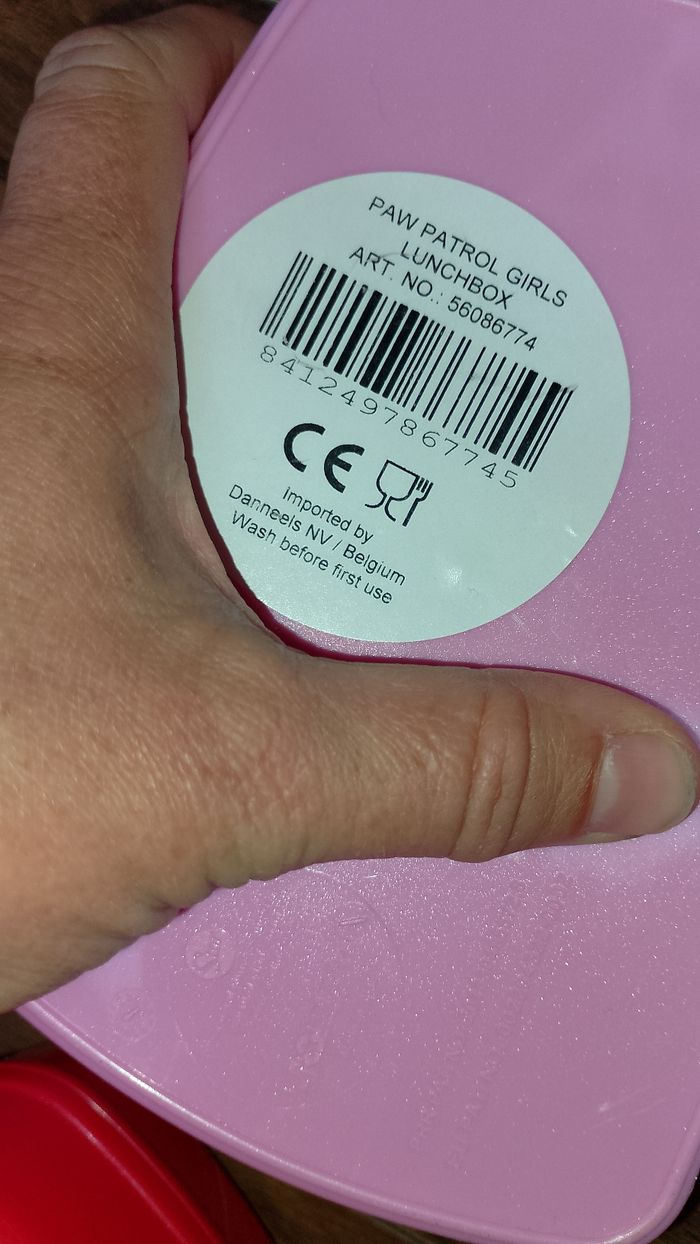 PAW PATROL GIRLS
LUNCHBOX
ART. NO.: 56086774
8412497867745
CE
Imported by
Danneels NV / Belgium
Wash before first use